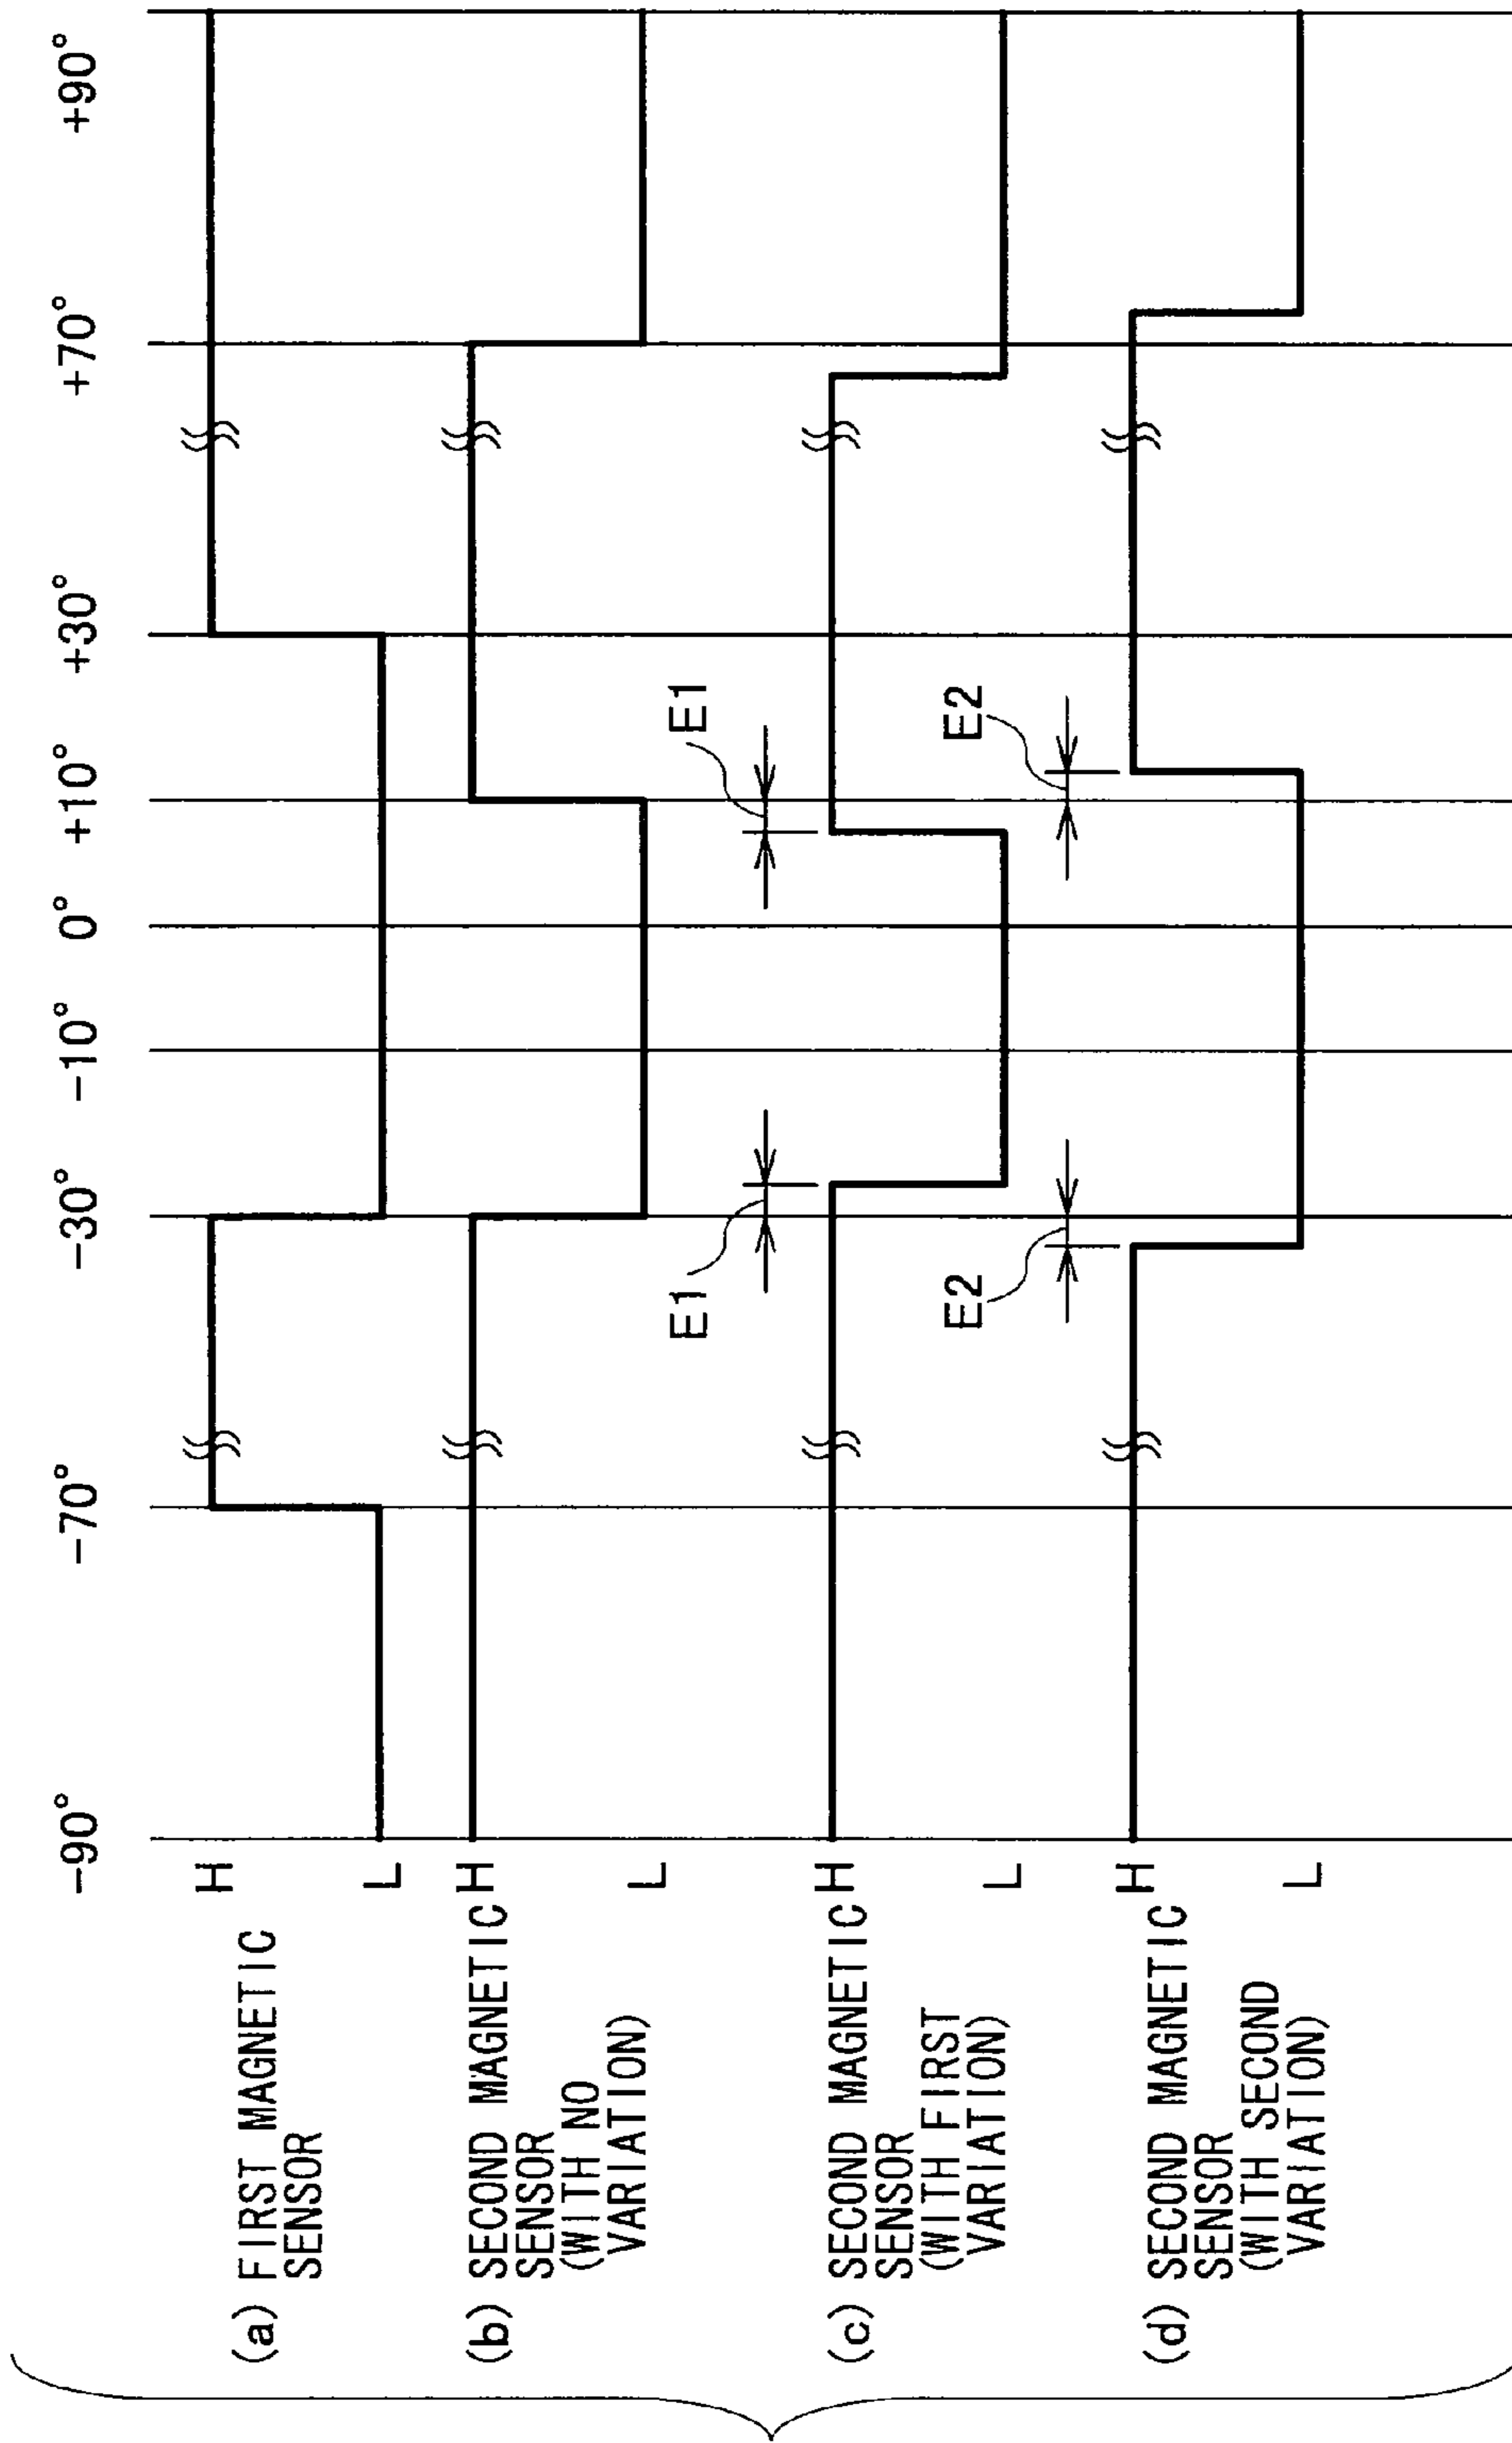 -90°
-70°
-30°
-10°
0°
+10°
+30°
+70°
+90°
(a) FIRST MAGNETIC
SENSOR
H
L
(b) SECOND MAGNETIC
SENSOR
(WITH NO
VARIATION)
H
L
E1
E1
(c) SECOND MAGNETIC
SENSOR
(WITH FIRST
VARIATION)
H
L
E2
E2
(d) SECOND MAGNETIC
SENSOR
(WITH SECOND
VARIATION)
H
L